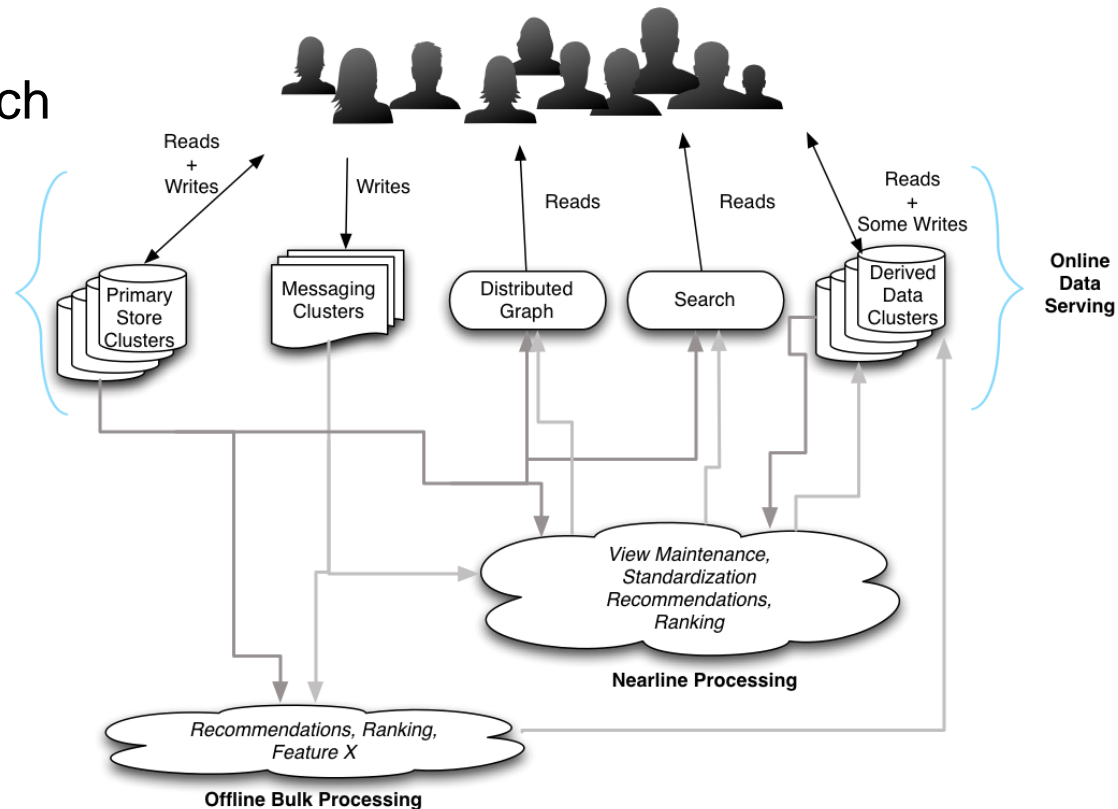 ch
Reads
+
Writes
Writes
Reads
Reads
Reads
+
Some Writes
Primary
Store
Clusters
Messaging
Clusters
Distributed
Graph
Search
Derived
Data
Clusters
Online
Data
Serving
View Maintenance,
Standardization
Recommendations,
Ranking
Nearline Processing
Recommendations, Ranking,
Feature X
Offline Bulk Processing